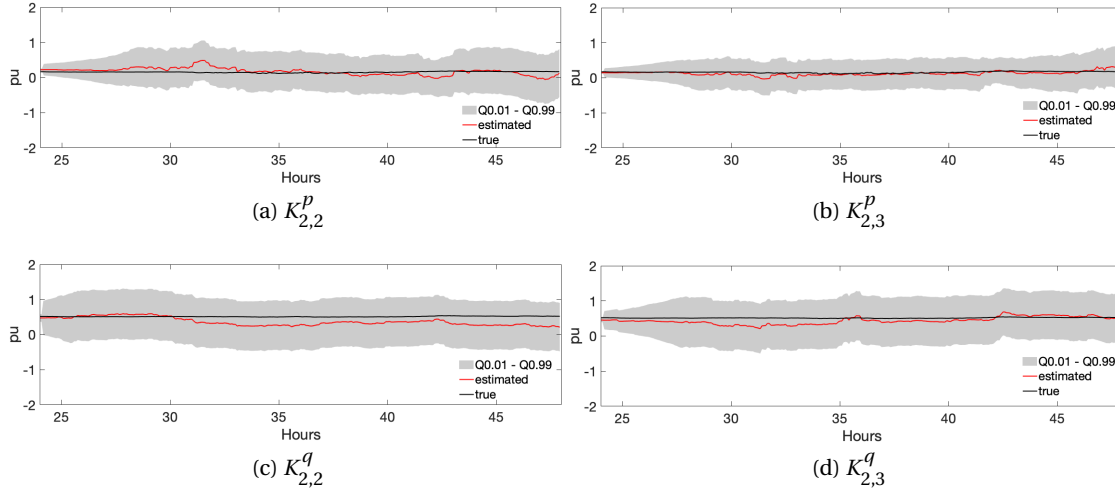 2
1
0
-1
-2
pu
25 30 35 40 45
Hours
Q0.01 - Q0.99
estimated
true
(a) K^p_{2,2}
2
1
0
-1
-2
pu
25 30 35 40 45
Hours
Q0.01 - Q0.99
estimated
true
(b) K^p_{2,3}
2
1
0
-1
-2
pu
25 30 35 40 45
Hours
Q0.01 - Q0.99
estimated
true
(c) K^q_{2,2}
2
1
0
-1
-2
pu
25 30 35 40 45
Hours
Q0.01 - Q0.99
estimated
true
(d) K^q_{2,3}